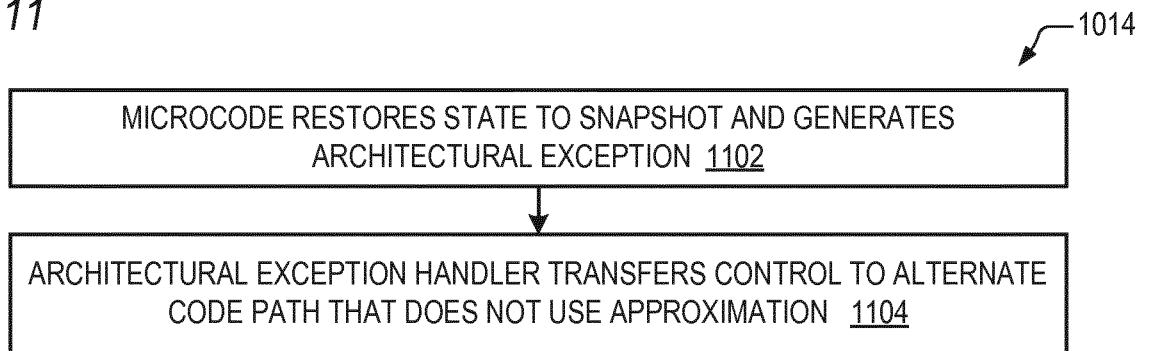 11
1014
MICROCODE RESTORES STATE TO SNAPSHOT AND GENERATES
ARCHITECTURAL EXCEPTION 1102
ARCHITECTURAL EXCEPTION HANDLER TRANSFERS CONTROL TO ALTERNATE
CODE PATH THAT DOES NOT USE APPROXIMATION 1104